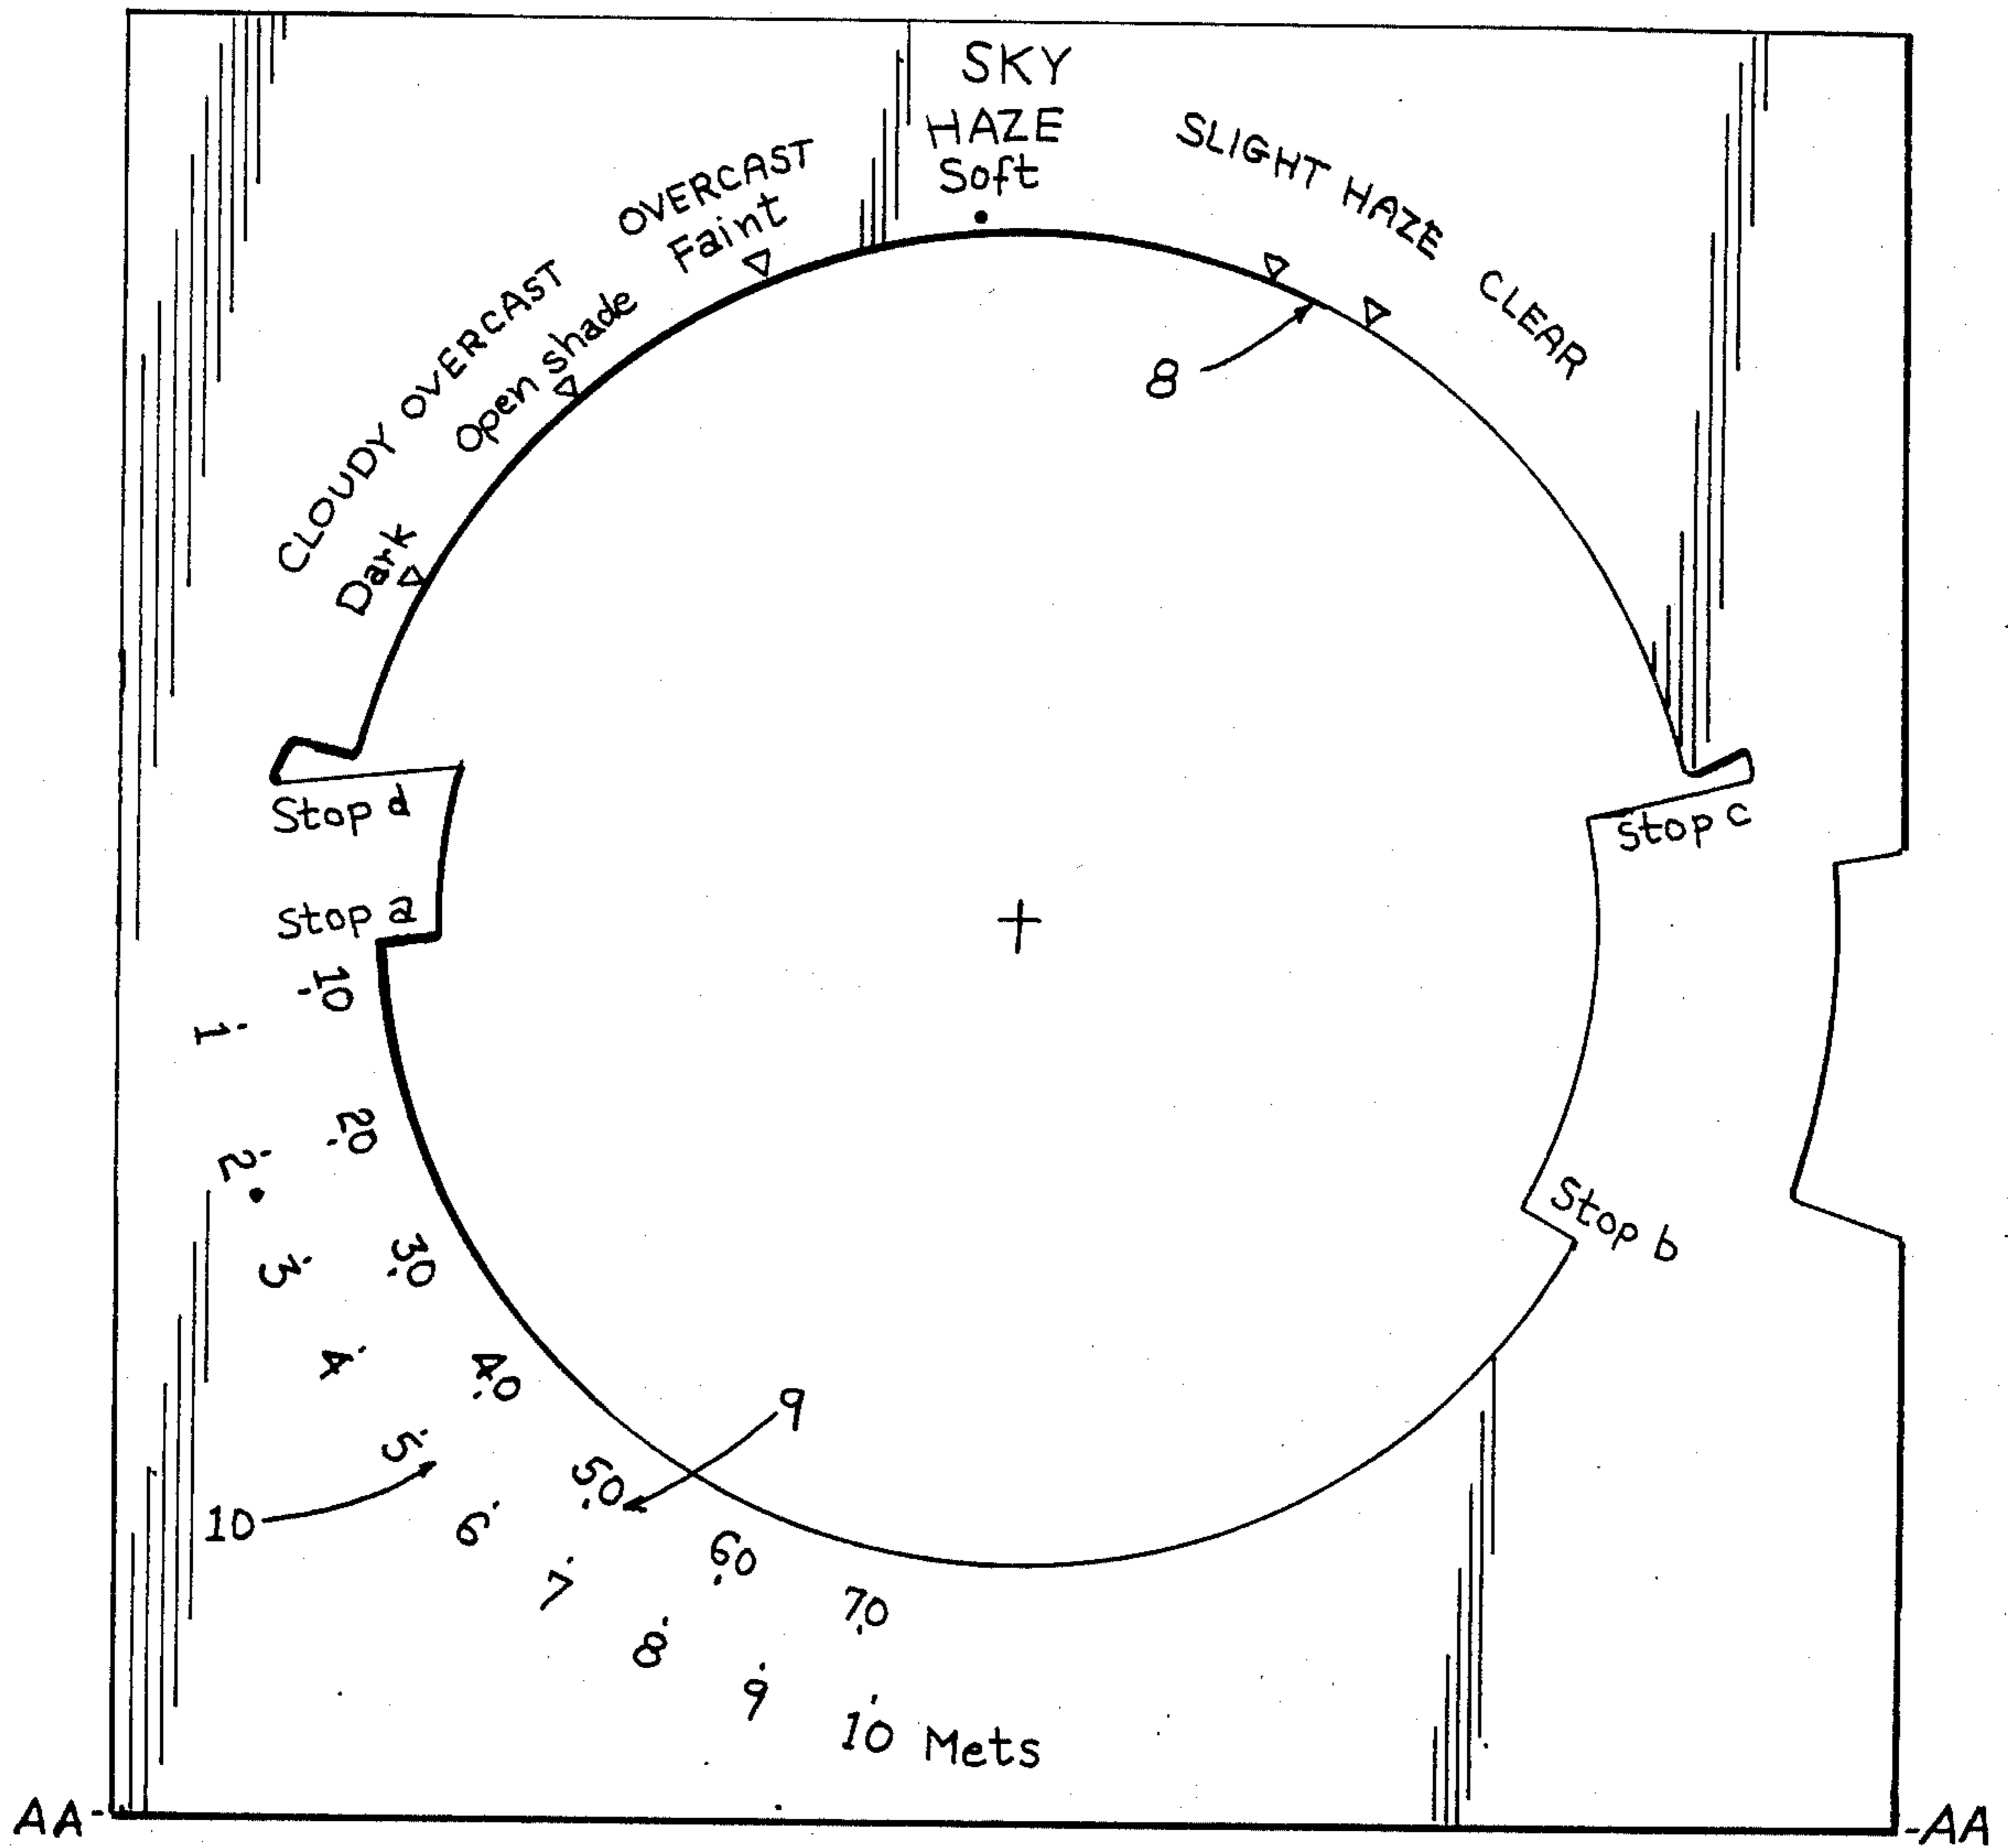 SKY
HAZE
Soft
SLIGHT HAZE
CLEAR
OVERCAST
Faint
CLOUDY OVERCAST
Open shade
Dark
8
Stop d
Stop c
Stop a
Stop b
10
20
30
40
50
60
70
1
2
3
4
5
6
7
8
9
10 Mets
9
10
AA
AA